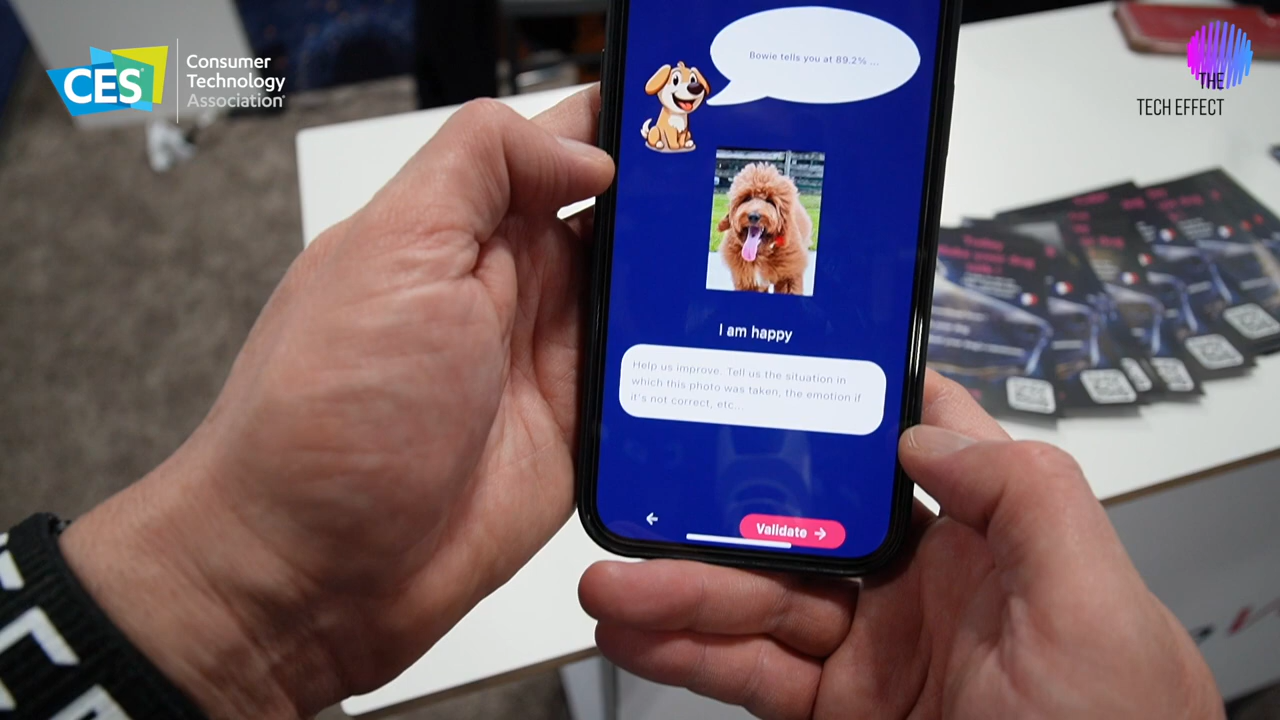 CES
Consumer
Technology
Association
THE
TECH EFFECT
Bowie tells you at 89.2% ...
I am happy
Help us improve. Tell us the situation in
which this photo was taken, the emotion if
it's not correct, etc...
Validate